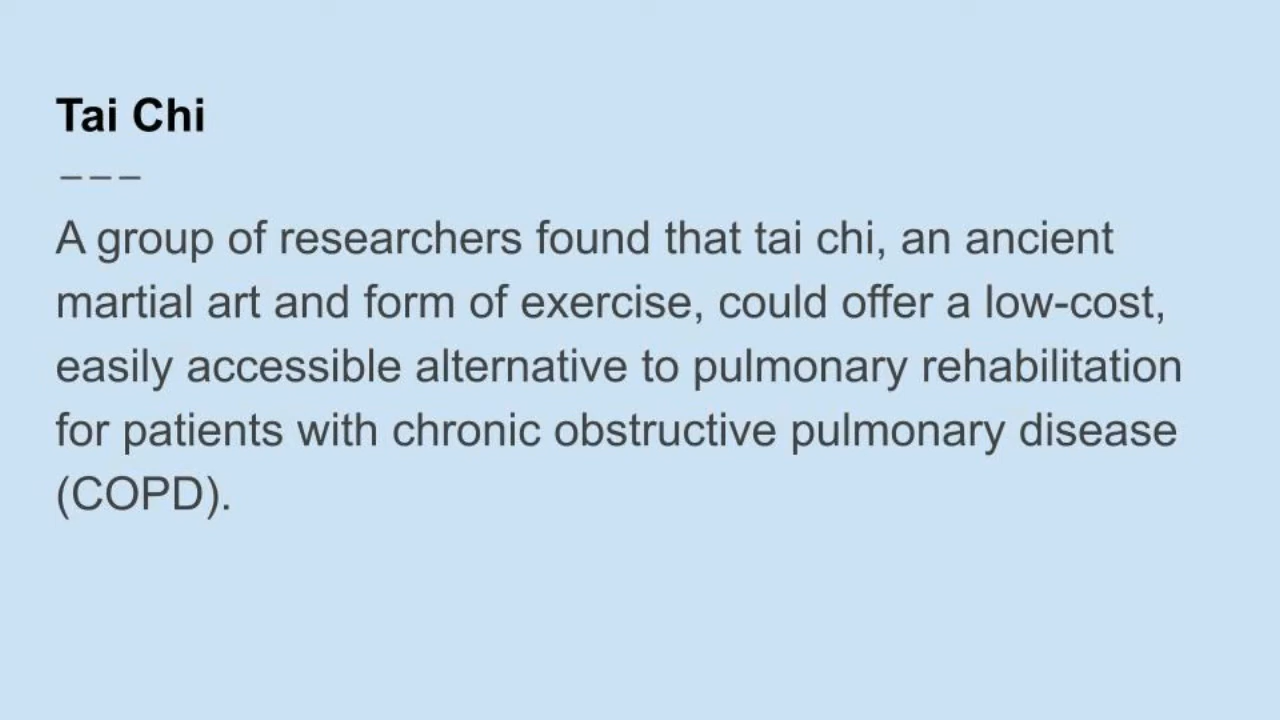 Tai Chi
———
A group of researchers found that tai chi, an ancient
martial art and form of exercise, could offer a low-cost,
easily accessible alternative to pulmonary rehabilitation
for patients with chronic obstructive pulmonary disease
(COPD).